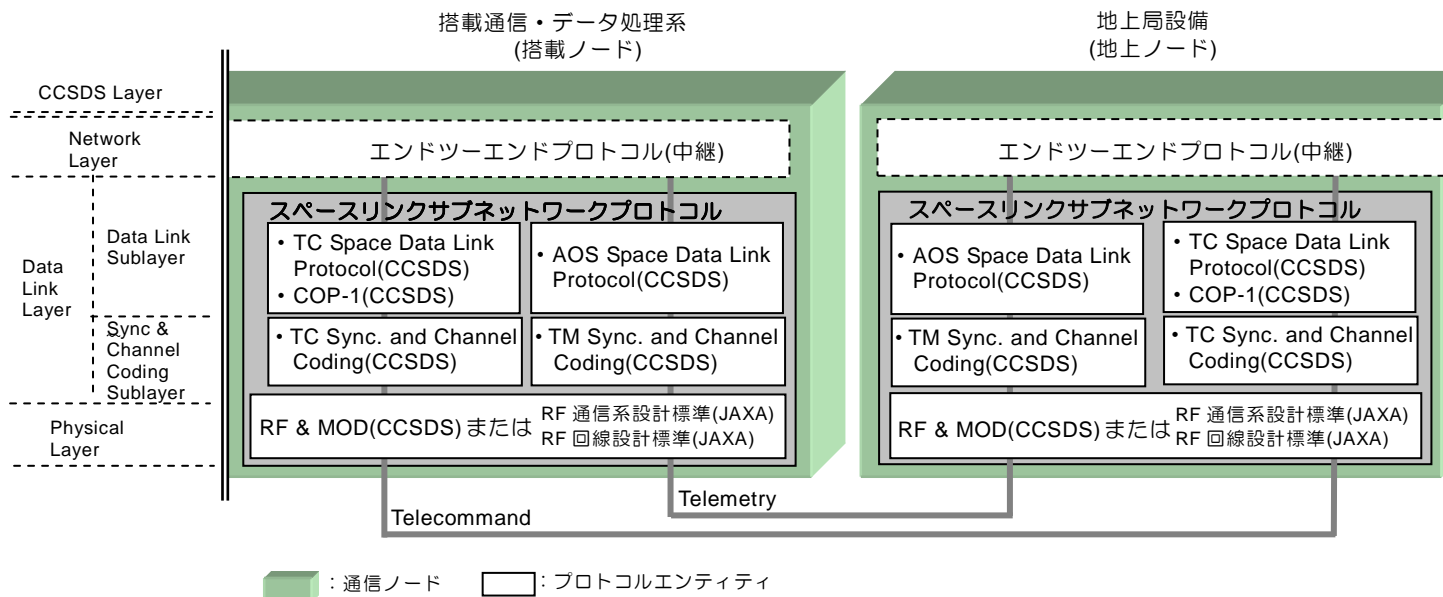 搭載通信・データ処理系
(搭載ノード)
地上局設備
(地上ノード)
CCSDS Layer
Network
Layer
Data
Link
Layer
Data Link
Sublayer
Sync &
Channel
Coding
Sublayer
Physical
Layer
エンドツーエンドプロトコル(中継)
スペースリンクサブネットワークプロトコル
・TC Space Data Link
Protocol(CCSDS)
・COP-1(CCSDS)
・AOS Space Data Link
Protocol(CCSDS)
・TC Sync. and Channel
Coding(CCSDS)
・TM Sync. and Channel
Coding(CCSDS)
RF & MOD(CCSDS) または
RF 通信系設計標準(JAXA)
RF 回線設計標準(JAXA)
エンドツーエンドプロトコル(中継)
スペースリンクサブネットワークプロトコル
・AOS Space Data Link
Protocol(CCSDS)
・TC Space Data Link
Protocol(CCSDS)
・COP-1(CCSDS)
・TM Sync. and Channel
Coding(CCSDS)
・TC Sync. and Channel
Coding(CCSDS)
RF & MOD(CCSDS) または
RF 通信系設計標準(JAXA)
RF 回線設計標準(JAXA)
Telemetry
Telecommand
：通信ノード
：プロトコルエンティティ